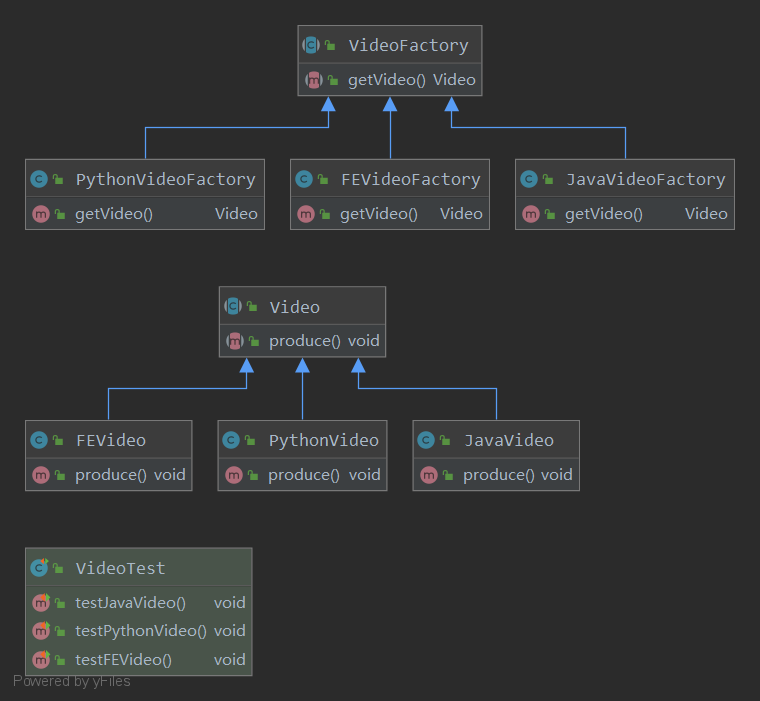 VideoFactory
getVideo() Video
PythonVideoFactory
getVideo() Video
FEVideoFactory
getVideo() Video
JavaVideoFactory
getVideo() Video
Video
produce() void
FEVideo
produce() void
PythonVideo
produce() void
JavaVideo
produce() void
VideoTest
testJavaVideo() void
testPythonVideo() void
testFEVideo() void
Powered by yFiles